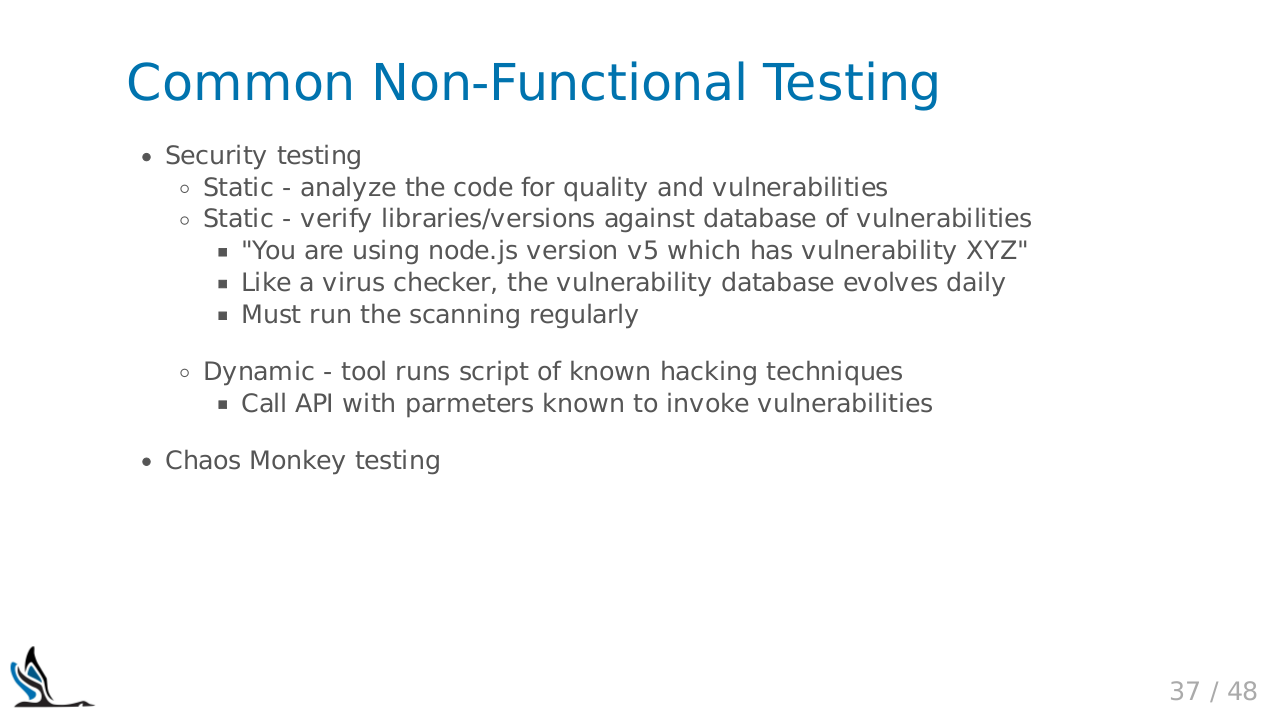 Common Non-Functional Testing
• Security testing
◦ Static - analyze the code for quality and vulnerabilities
◦ Static - verify libraries/versions against database of vulnerabilities
▪ "You are using node.js version v5 which has vulnerability XYZ"
▪ Like a virus checker, the vulnerability database evolves daily
▪ Must run the scanning regularly
◦ Dynamic - tool runs script of known hacking techniques
▪ Call API with parmeters known to invoke vulnerabilities
• Chaos Monkey testing
37 / 48